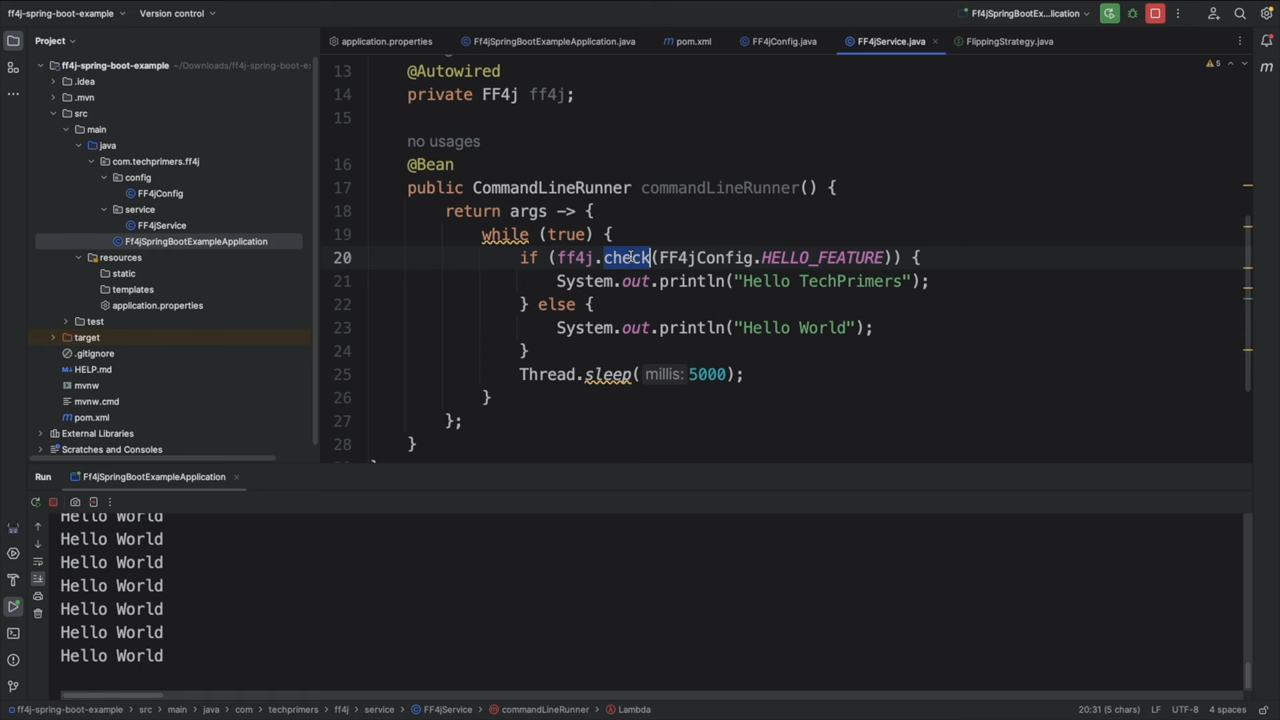 ff4j-spring-boot-example
Version control
Ff4jSpringBootEx...lication
Project
application.properties
Ff4jSpringBootExampleApplication.java
pom.xml
FF4jConfig.java
FF4jService.java
FlippingStrategy.java
ff4j-spring-boot-example ~/Downloads/ff4j-spring-boot-e
.idea
.mvn
src
main
java
com.techprimers.ff4j
config
FF4jConfig
service
FF4jService
Ff4jSpringBootExampleApplication
resources
static
templates
application.properties
test
target
.gitignore
HELP.md
mvnw
mvnw.cmd
pom.xml
External Libraries
Scratches and Consoles
5
13 @Autowired
14 private FF4j ff4j;
15
no usages
16 @Bean
17 public CommandLineRunner commandLineRunner() {
18 return args -> {
19 while (true) {
20 if (ff4j.check(FF4jConfig.HELLO_FEATURE)) {
21 System.out.println("Hello TechPrimers");
22 } else {
23 System.out.println("Hello World");
24 }
25 Thread.sleep( millis: 5000);
26 }
27 };
28 }
Run
Ff4jSpringBootExampleApplication
Hello World
Hello World
Hello World
Hello World
Hello World
Hello World
Hello World
ff4j-spring-boot-example > src > main > java > com > techprimers > ff4j > service > FF4jService > commandLineRunner > Lambda
20:31 (5 chars) LF UTF-8 4 spaces